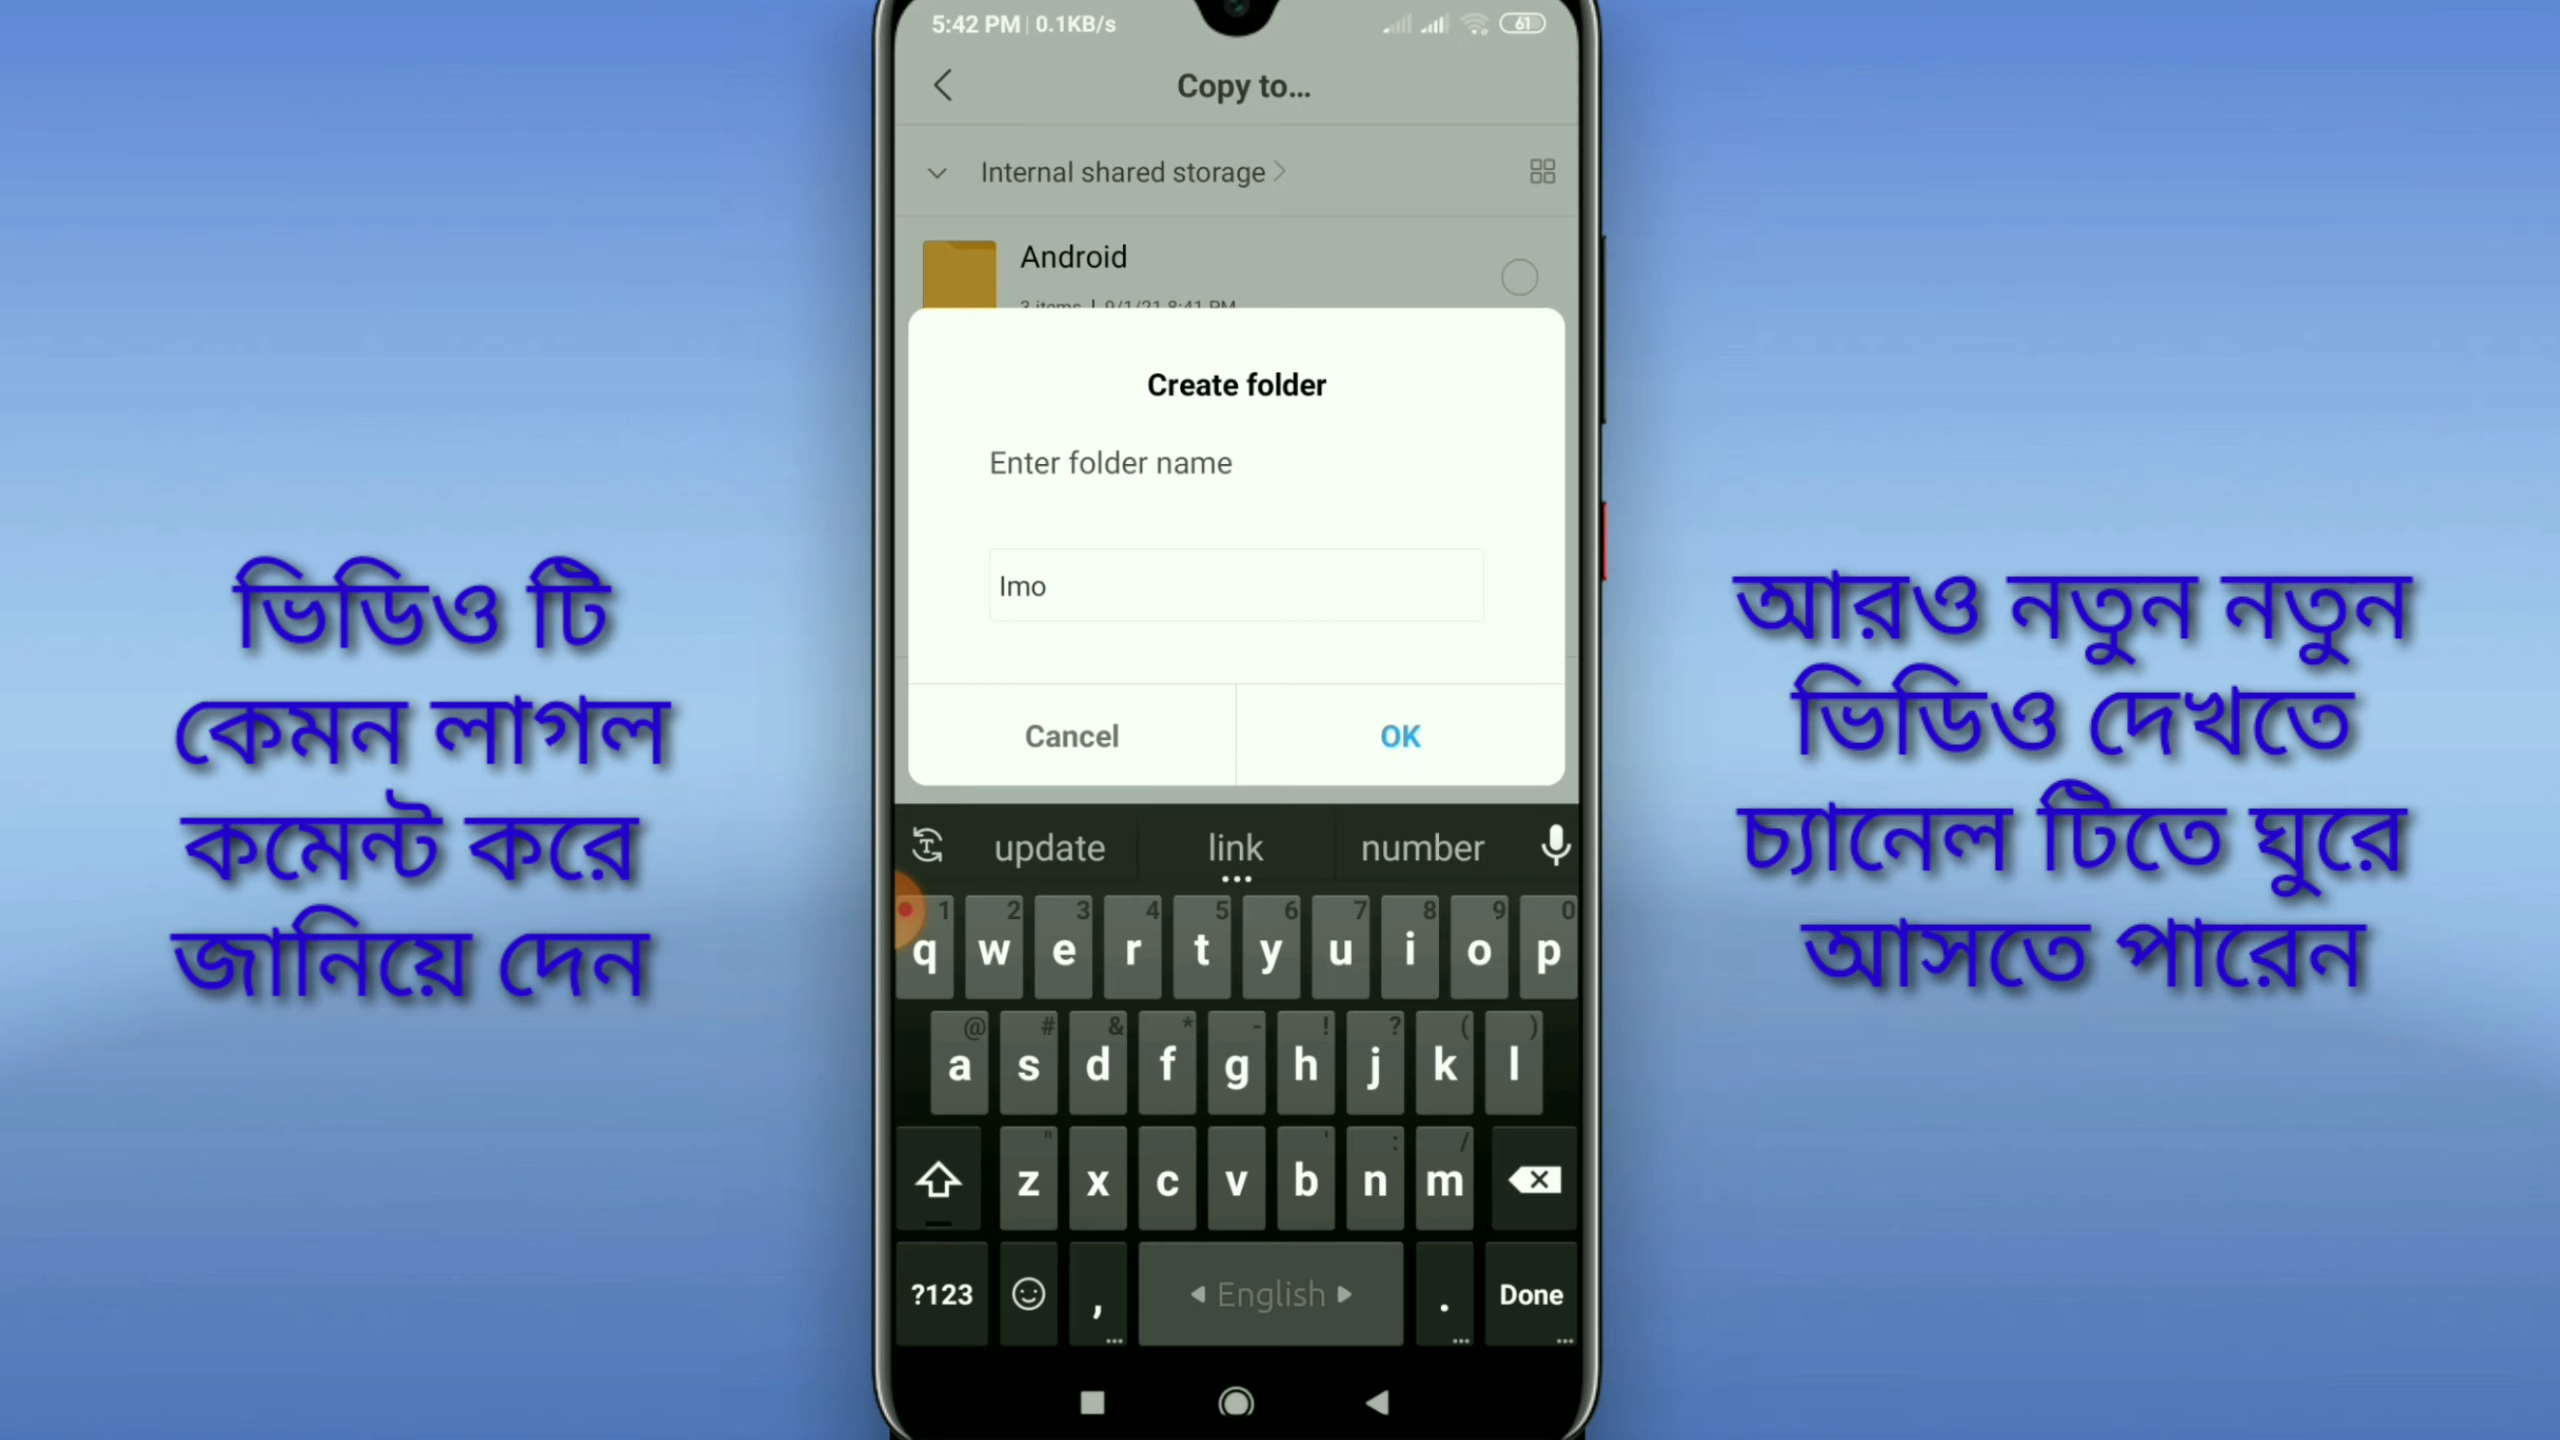 5:42 PM | 0.1KB/s 61
Copy to...
Internal shared storage
Android
3 items | 9/1/21 8:41 PM
Create folder
Enter folder name
Imo
Cancel OK
ভিডিও টি
কেমন লাগল
কমেন্ট করে
জানিয়ে দেন
আরও নতুন নতুন
ভিডিও দেখতে
চ্যানেল টিতে ঘুরে
আসতে পারেন
update link number
1 2 3 4 5 6 7 8 9 0
q w e r t y u i o p
@ # & * - ! ? ( )
a s d f g h j k l
" ' : /
z x c v b n m
?123 , English . Done